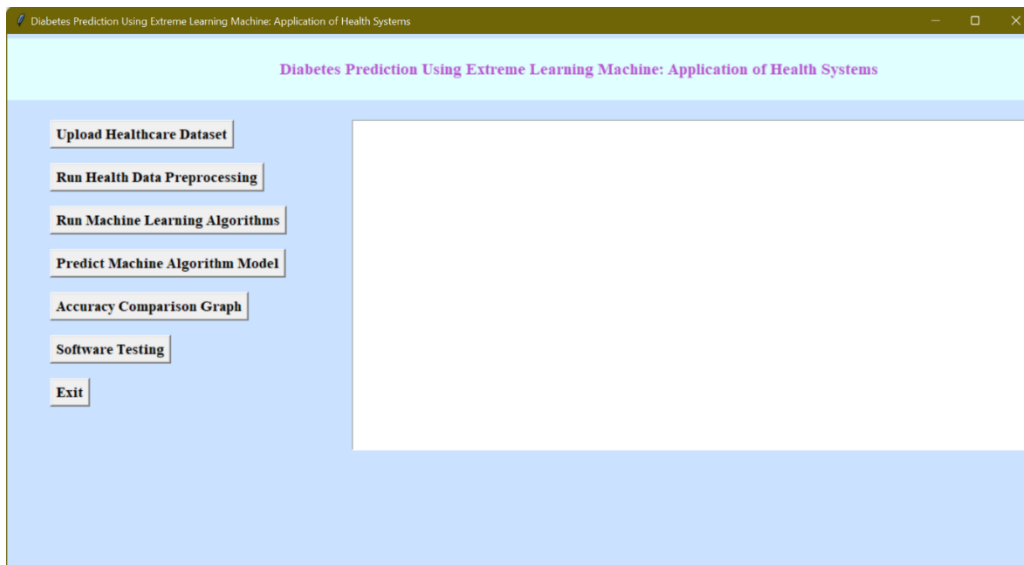 Diabetes Prediction Using Extreme Learning Machine: Application of Health Systems
Diabetes Prediction Using Extreme Learning Machine: Application of Health Systems
Upload Healthcare Dataset
Run Health Data Preprocessing
Run Machine Learning Algorithms
Predict Machine Algorithm Model
Accuracy Comparison Graph
Software Testing
Exit